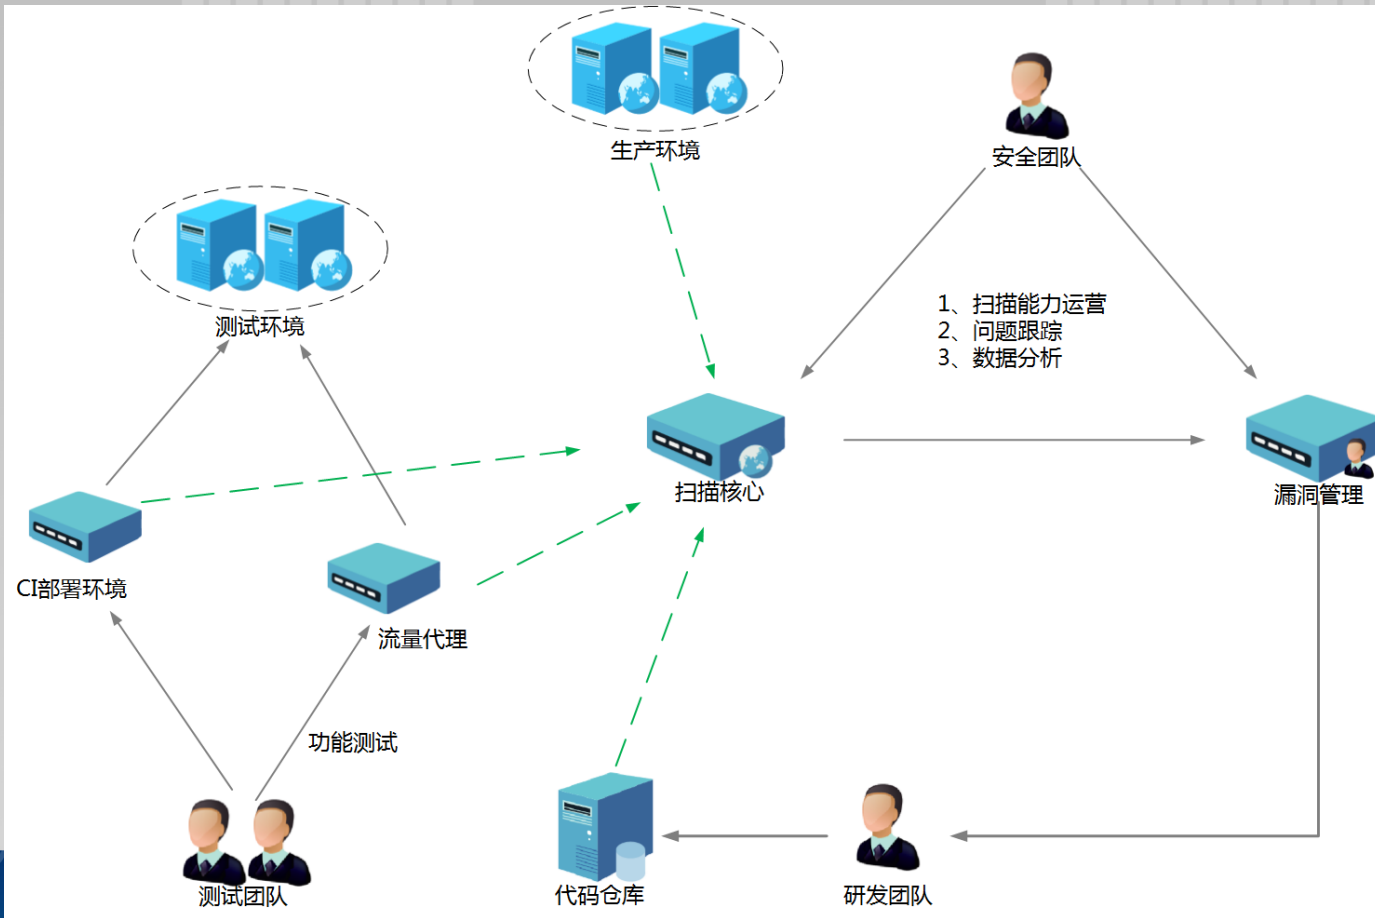 生产环境
安全团队
测试环境
1、扫描能力运营
2、问题跟踪
3、数据分析
扫描核心
漏洞管理
CI部署环境
流量代理
功能测试
测试团队
代码仓库
研发团队